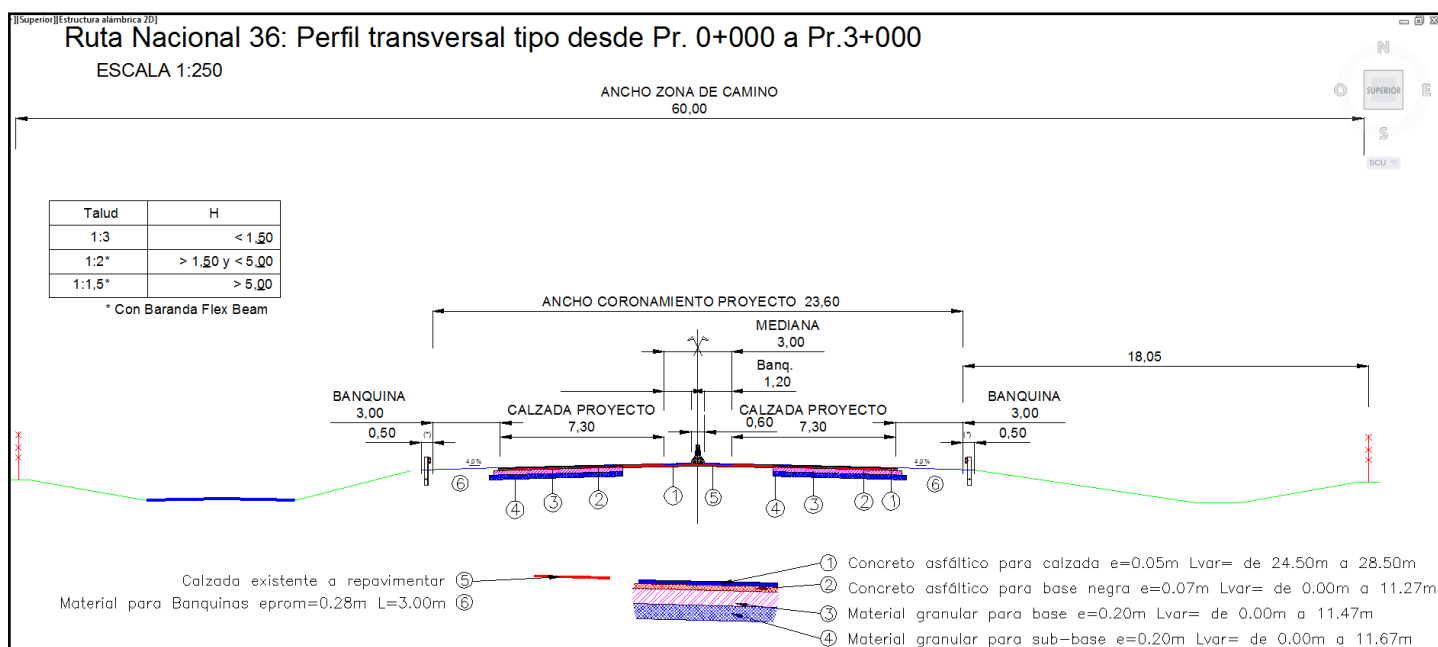 -][Superior][Estructura alámbrica 2D]
Ruta Nacional 36: Perfil transversal tipo desde Pr. 0+000 a Pr.3+000
ESCALA 1:250
N
O SUPERIOR E
S
SCU
ANCHO ZONA DE CAMINO
60,00
Talud H
1:3 < 1,50
1:2* > 1,50 y < 5,00
1:1,5* > 5,00
* Con Baranda Flex Beam
ANCHO CORONAMIENTO PROYECTO 23,60
MEDIANA
3,00
18,05
Banq.
1,20
BANQUINA
3,00
CALZADA PROYECTO
7,30
0,60
CALZADA PROYECTO
7,30
BANQUINA
3,00
0,50 (*)
(*) 0,50
4,0% 4,0%
6 4 3 2 1 5 4 3 2 1 6
Calzada existente a repavimentar 5
Material para Banquinas eprom=0.28m L=3.00m 6
1 Concreto asfáltico para calzada e=0.05m Lvar= de 24.50m a 28.50m
2 Concreto asfáltico para base negra e=0.07m Lvar= de 0.00m a 11.27m
3 Material granular para base e=0.20m Lvar= de 0.00m a 11.47m
4 Material granular para sub-base e=0.20m Lvar= de 0.00m a 11.67m